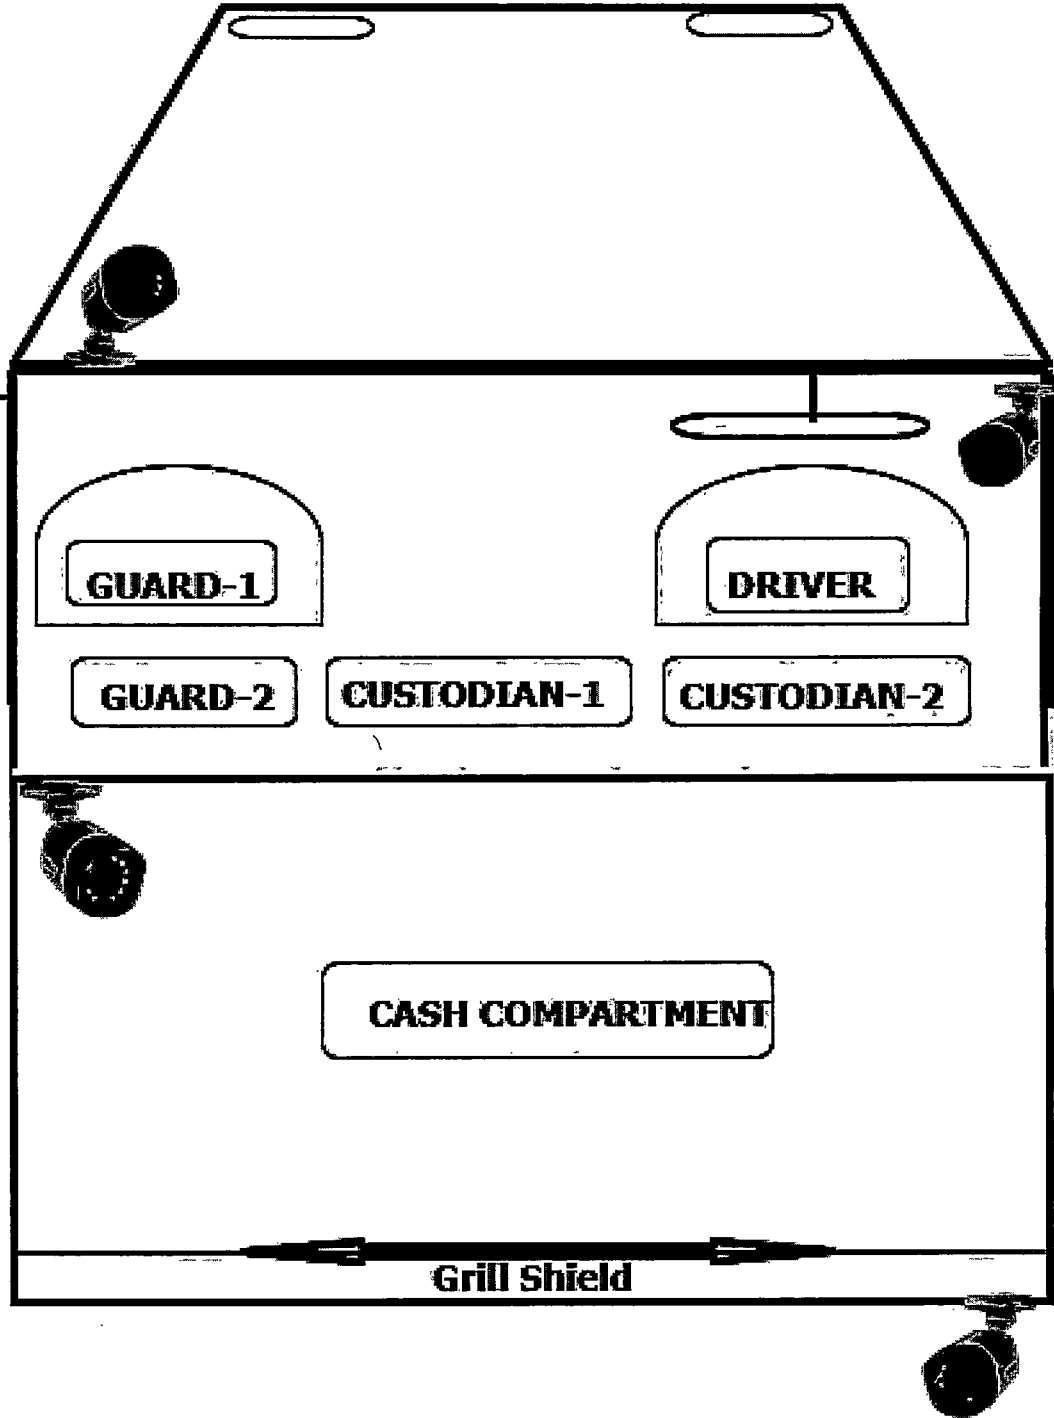 GUARD-1
DRIVER
GUARD-2 CUSTODIAN-1 CUSTODIAN-2
CASH COMPARTMENT
Grill Shield